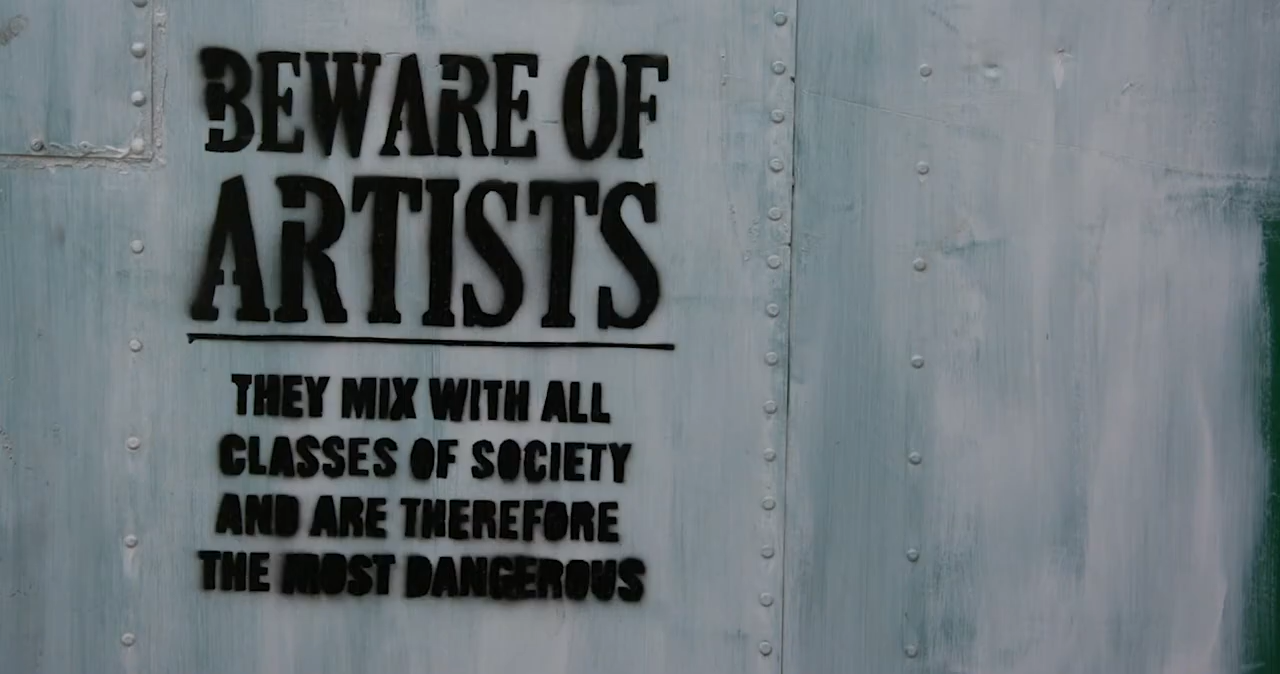 BEWARE OF
ARTISTS
THEY MIX WITH ALL
CLASSES OF SOCIETY
AND ARE THEREFORE
THE MOST DANGEROUS